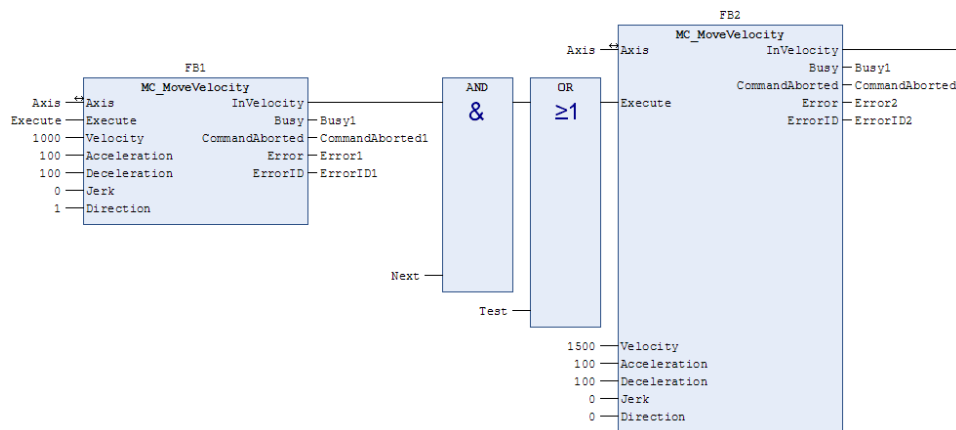 FB2
MC_MoveVelocity
Axis Axis InVelocity
Busy Busy1
CommandAborted CommandAborted
Error Error2
ErrorID ErrorID2
FB1
MC_MoveVelocity
Axis Axis InVelocity
Execute Execute Busy Busy1
1000 Velocity CommandAborted CommandAborted1
100 Acceleration Error Error1
100 Deceleration ErrorID ErrorID1
0 Jerk
1 Direction
AND
&
OR
≥1
Execute
Next
Test
1500 Velocity
100 Acceleration
100 Deceleration
0 Jerk
0 Direction